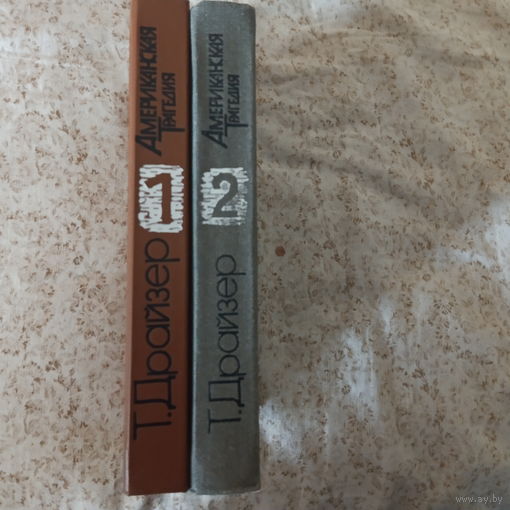 Т. Драйзер
1
Американская
Трагедия
Т. Драйзер
2
Американская
Трагедия
www.ay.by